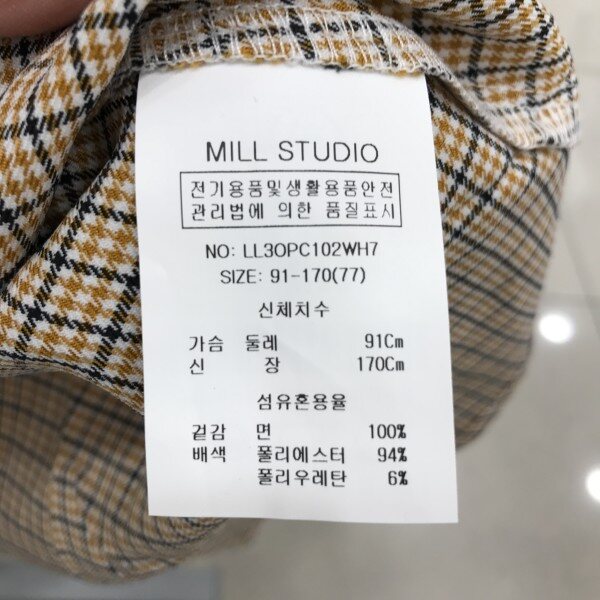 MILL STUDIO
전기용품및생활용품안전
관리법에 의한 품질표시
NO: LL3OPC102WH7
SIZE: 91-170(77)
신체치수
가슴 둘레 91Cm
신 장 170Cm
섬유혼용율
겉감 면 100%
배색 폴리에스터 94%
폴리우레탄 6%